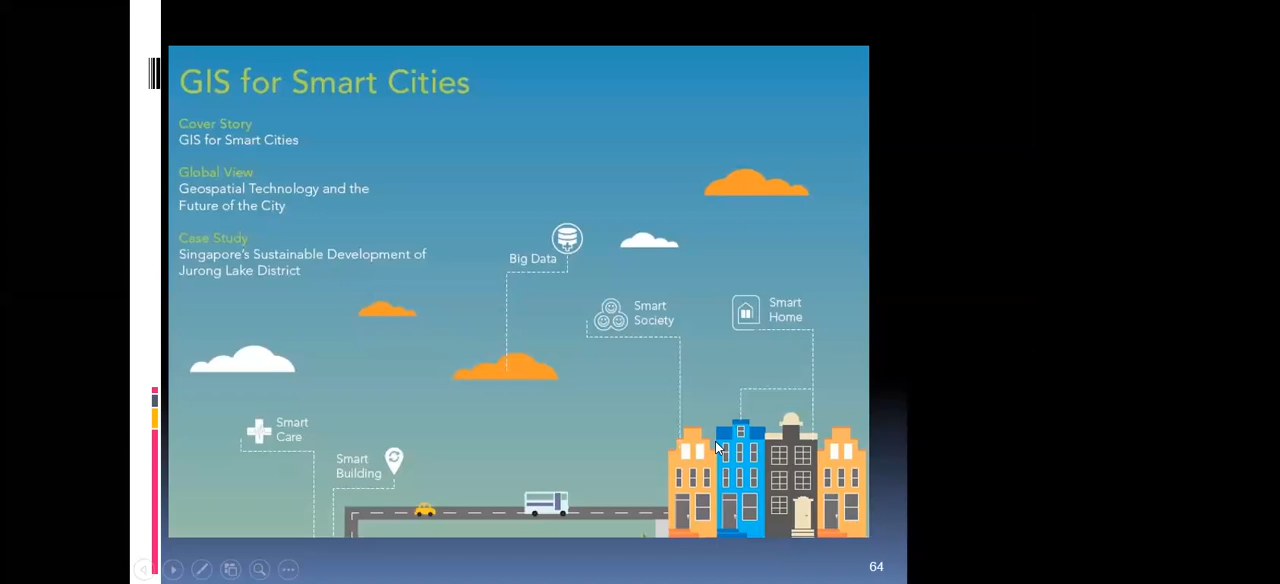 GIS for Smart Cities
Cover Story
GIS for Smart Cities
Global View
Geospatial Technology and the
Future of the City
Case Study
Singapore's Sustainable Development of
Jurong Lake District
Big Data
Smart
Society
Smart
Home
Smart
Care
Smart
Building
64